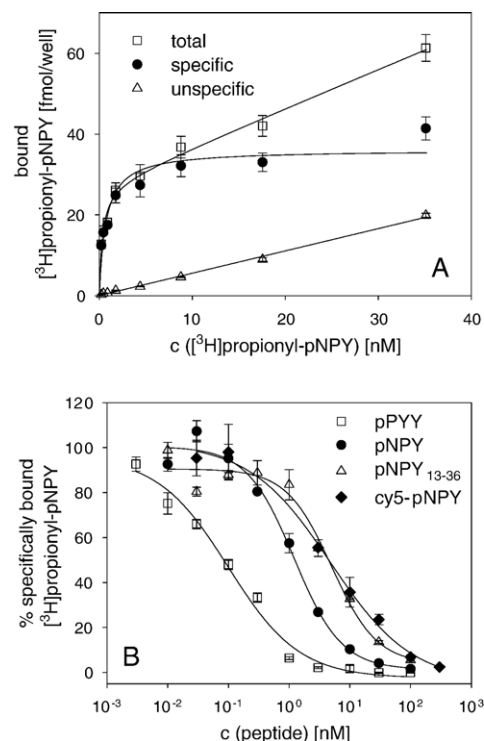 60
40
20
0
bound
[³H]propionyl-pNPY [fmol/well]
total
specific
unspecific
A
0 10 20 30 40
c ([³H]propionyl-pNPY) [nM]
120
100
80
60
40
20
0
% specifically bound
[³H]propionyl-pNPY
pPYY
pNPY
pNPY₁₃₋₃₆
cy5-pNPY
B
10⁻³ 10⁻² 10⁻¹ 10⁰ 10¹ 10² 10³
c (peptide) [nM]